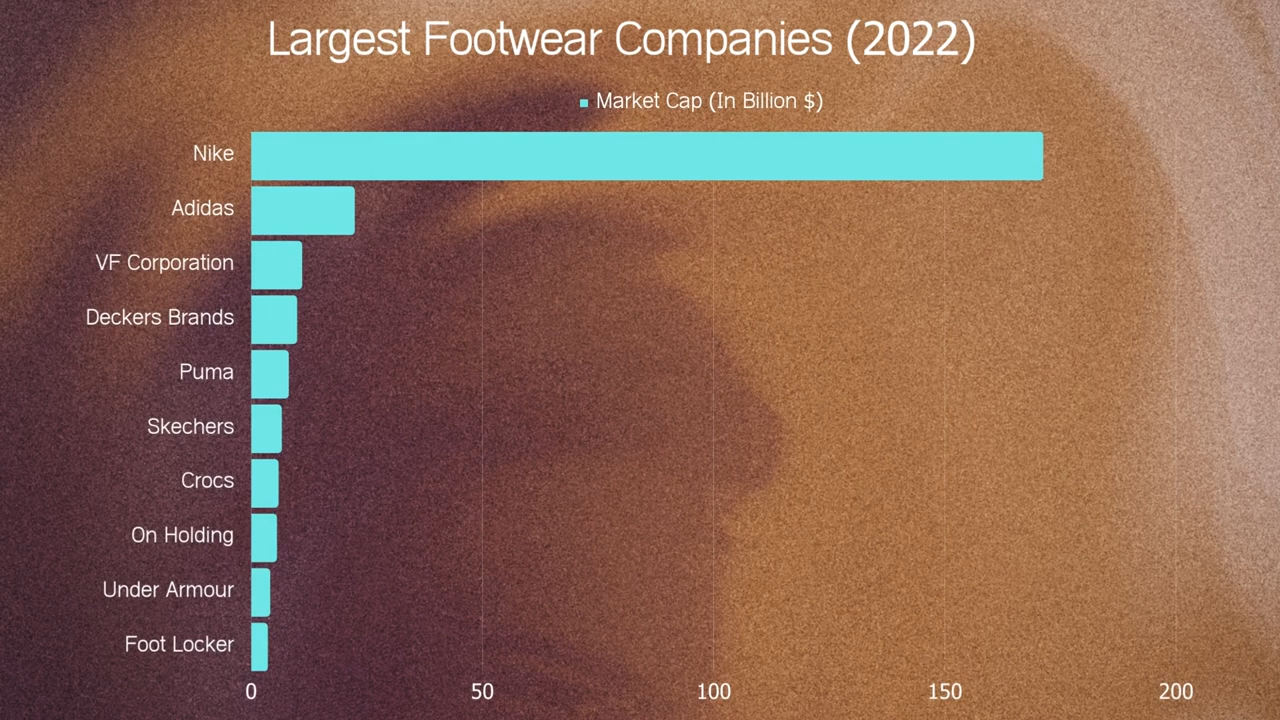 Largest Footwear Companies (2022)
Market Cap (In Billion $)
Nike
Adidas
VF Corporation
Deckers Brands
Puma
Skechers
Crocs
On Holding
Under Armour
Foot Locker
0 50 100 150 200